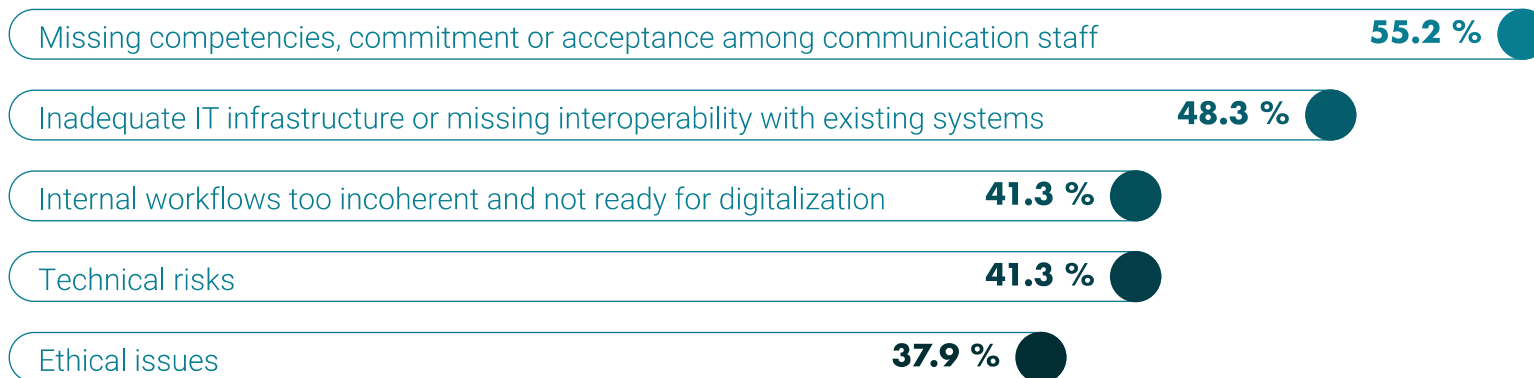 Missing competencies, commitment or acceptance among communication staff 55.2 %
Inadequate IT infrastructure or missing interoperability with existing systems 48.3 %
Internal workflows too incoherent and not ready for digitalization 41.3 %
Technical risks 41.3 %
Ethical issues 37.9 %